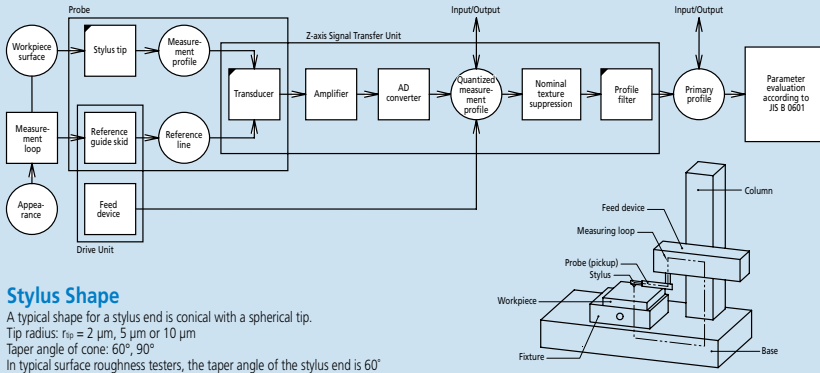 Probe
Input/Output
Input/Output
Z-axis Signal Transfer Unit
Workpiece
surface
Stylus tip
Measure-
ment
profile
Transducer
Amplifier
AD
converter
Quantized
measure-
ment
profile
Nominal
texture
suppression
Profile
filter
Primary
profile
Parameter
evaluation
according to
JIS B 0601
Measure-
ment
loop
Reference
guide skid
Reference
line
Appea-
rance
Feed
device
Drive Unit
Column
Feed device
Measuring loop
Probe (pickup)
Stylus
Workpiece
Fixture
Base
Stylus Shape
A typical shape for a stylus end is conical with a spherical tip.
Tip radius: rtip = 2 µm, 5 µm or 10 µm
Taper angle of cone: 60°, 90°
In typical surface roughness testers, the taper angle of the stylus end is 60°